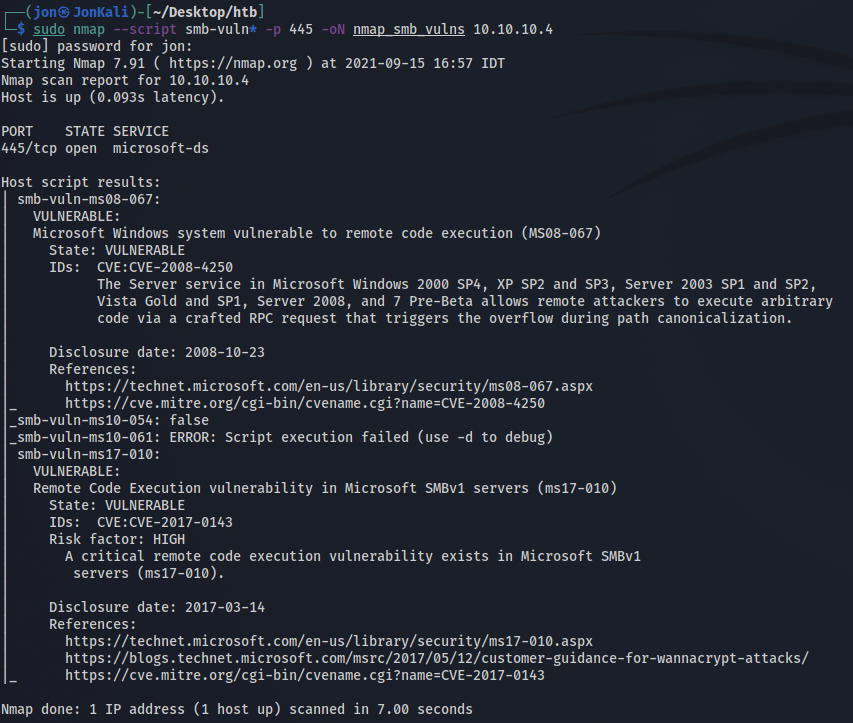 ┌──(jon㉿JonKali)-[~/Desktop/htb]
└─$ sudo nmap --script smb-vuln* -p 445 -oN nmap_smb_vulns 10.10.10.4
[sudo] password for jon:
Starting Nmap 7.91 ( https://nmap.org ) at 2021-09-15 16:57 IDT
Nmap scan report for 10.10.10.4
Host is up (0.093s latency).

PORT    STATE SERVICE
445/tcp open  microsoft-ds

Host script results:
| smb-vuln-ms08-067:
|   VULNERABLE:
|   Microsoft Windows system vulnerable to remote code execution (MS08-067)
|     State: VULNERABLE
|     IDs:  CVE:CVE-2008-4250
|           The Server service in Microsoft Windows 2000 SP4, XP SP2 and SP3, Server 2003 SP1 and SP2,
|           Vista Gold and SP1, Server 2008, and 7 Pre-Beta allows remote attackers to execute arbitrary
|           code via a crafted RPC request that triggers the overflow during path canonicalization.
|
|     Disclosure date: 2008-10-23
|     References:
|       https://technet.microsoft.com/en-us/library/security/ms08-067.aspx
|_      https://cve.mitre.org/cgi-bin/cvename.cgi?name=CVE-2008-4250
|_smb-vuln-ms10-054: false
|_smb-vuln-ms10-061: ERROR: Script execution failed (use -d to debug)
| smb-vuln-ms17-010:
|   VULNERABLE:
|   Remote Code Execution vulnerability in Microsoft SMBv1 servers (ms17-010)
|     State: VULNERABLE
|     IDs:  CVE:CVE-2017-0143
|     Risk factor: HIGH
|       A critical remote code execution vulnerability exists in Microsoft SMBv1
|        servers (ms17-010).
|
|     Disclosure date: 2017-03-14
|     References:
|       https://technet.microsoft.com/en-us/library/security/ms17-010.aspx
|       https://blogs.technet.microsoft.com/msrc/2017/05/12/customer-guidance-for-wannacrypt-attacks/
|_      https://cve.mitre.org/cgi-bin/cvename.cgi?name=CVE-2017-0143

Nmap done: 1 IP address (1 host up) scanned in 7.00 seconds